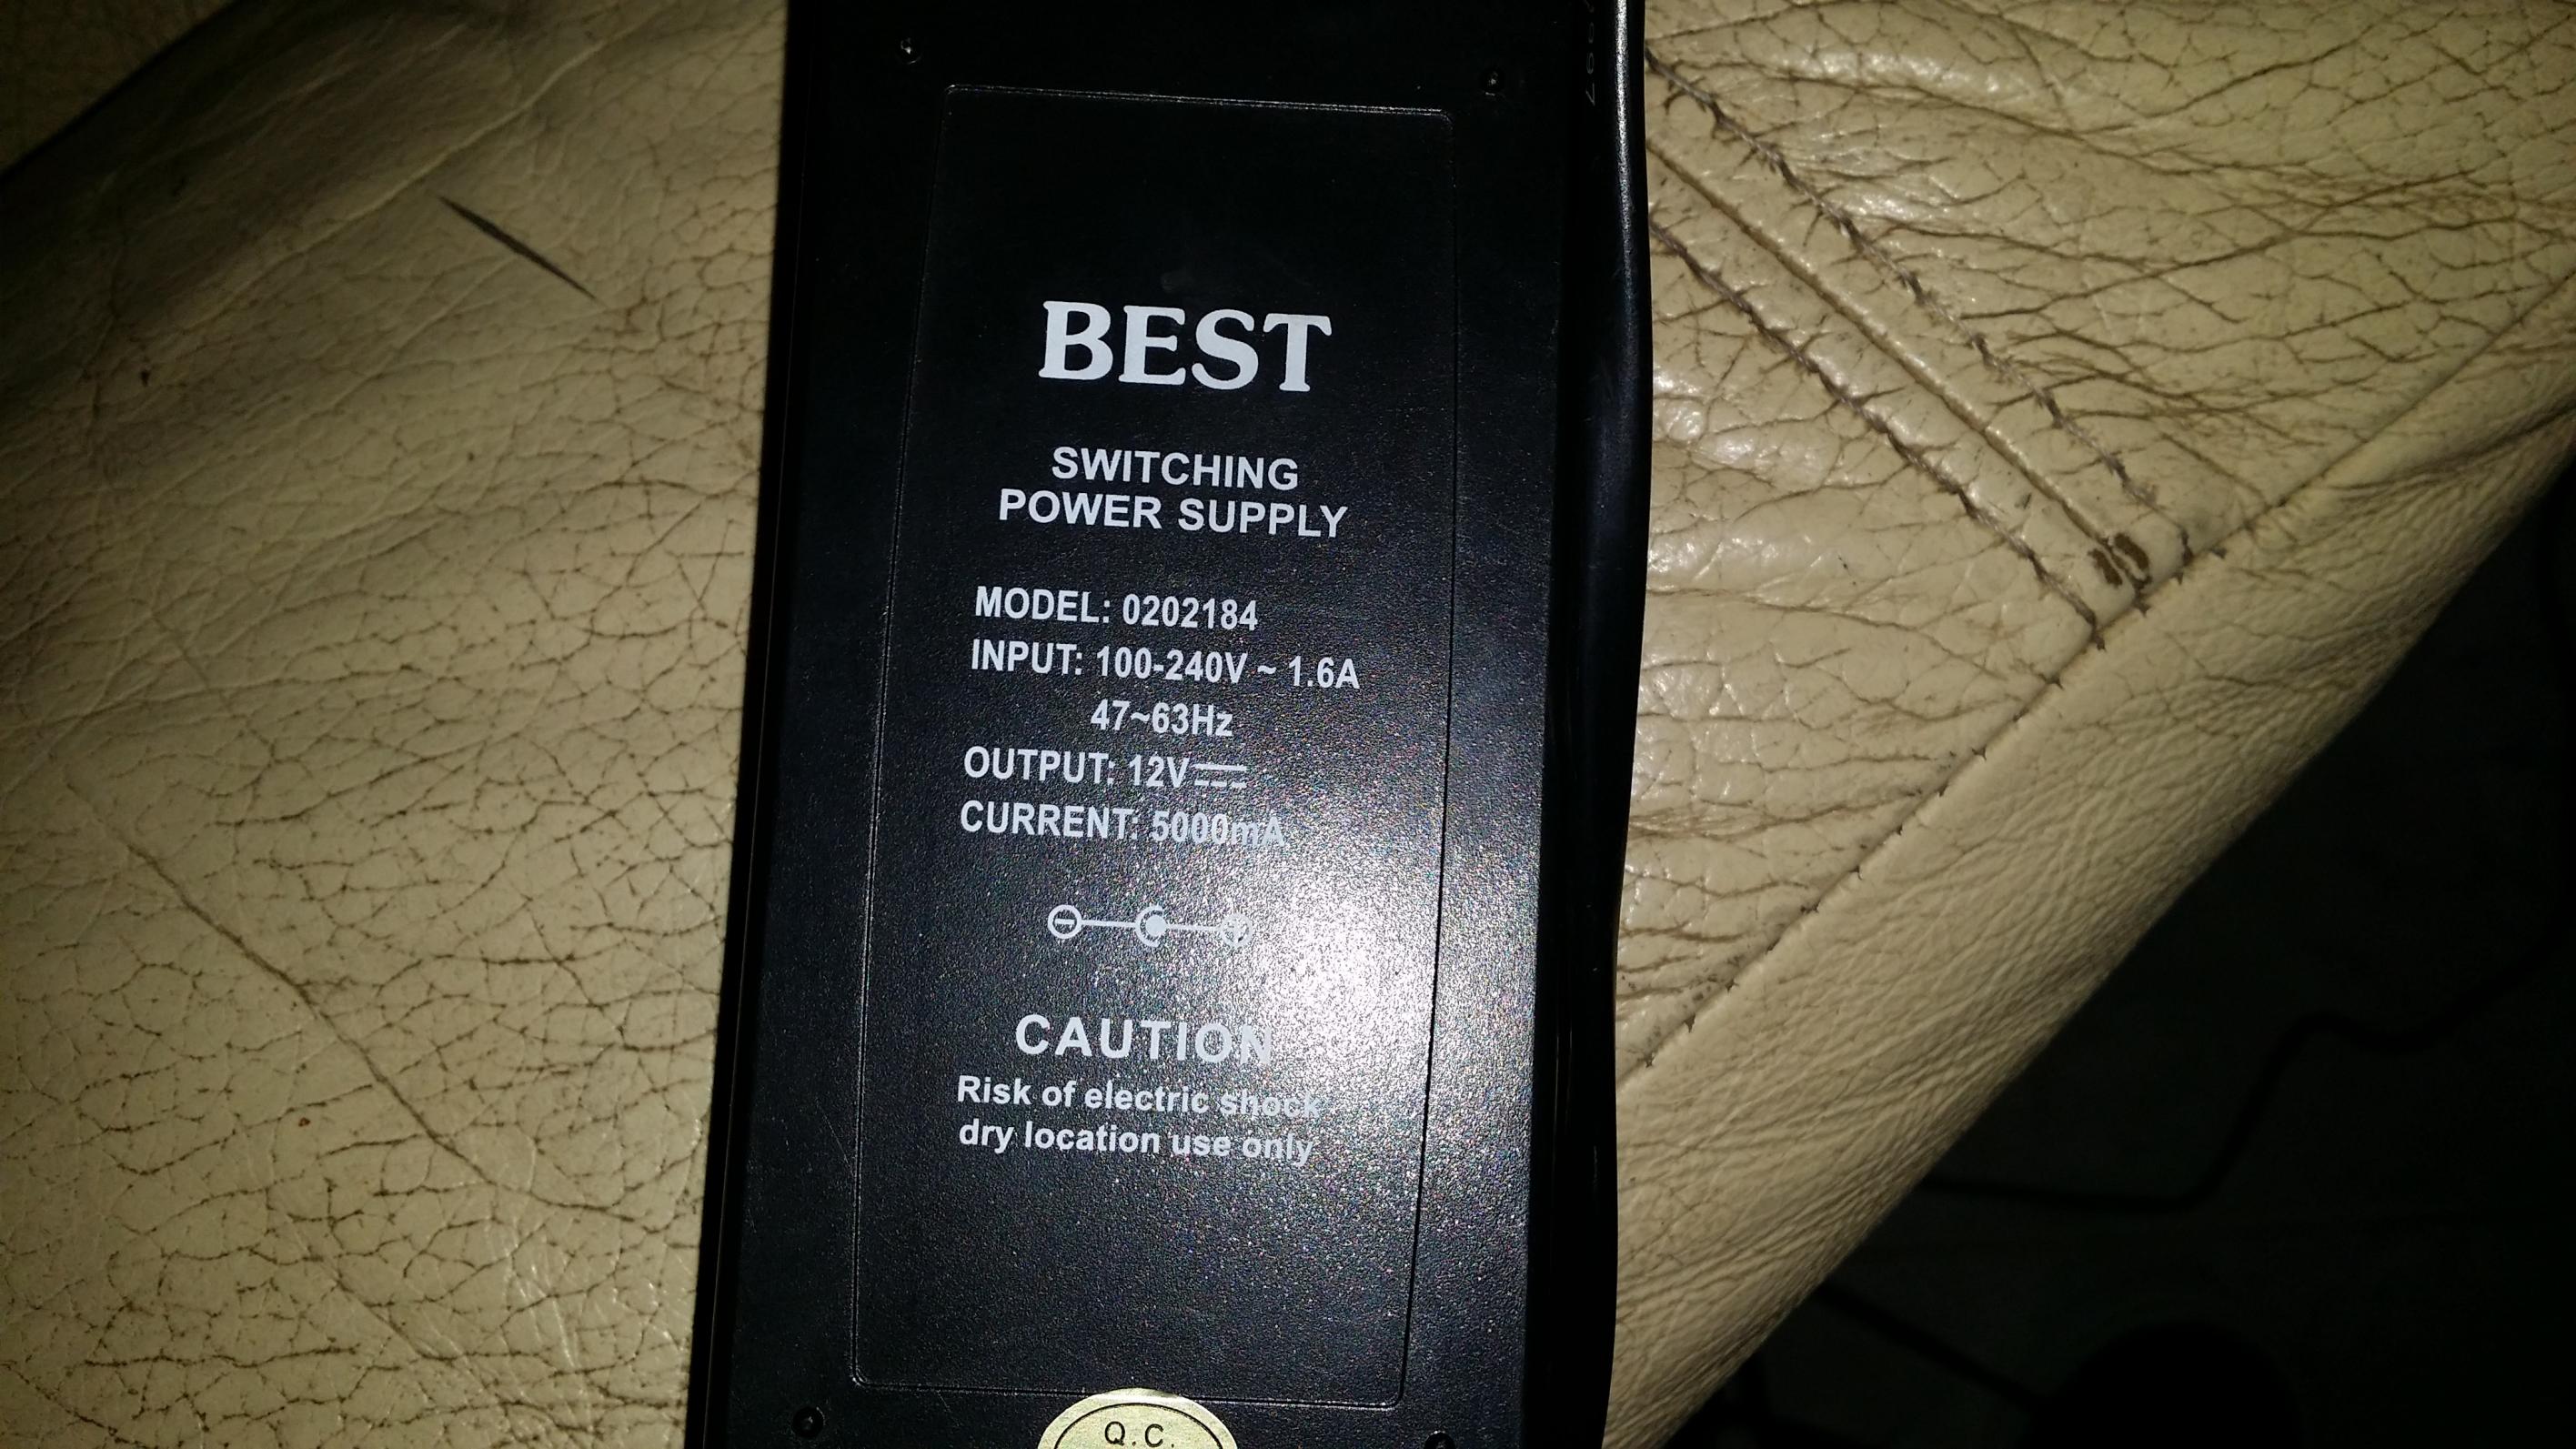 BEST
SWITCHING
POWER SUPPLY
MODEL: 0202184
INPUT: 100-240V ~ 1.6A
47~63Hz
OUTPUT: 12V⎓
CURRENT: 5000mA
CAUTION
Risk of electric shock
dry location use only
Q.C.